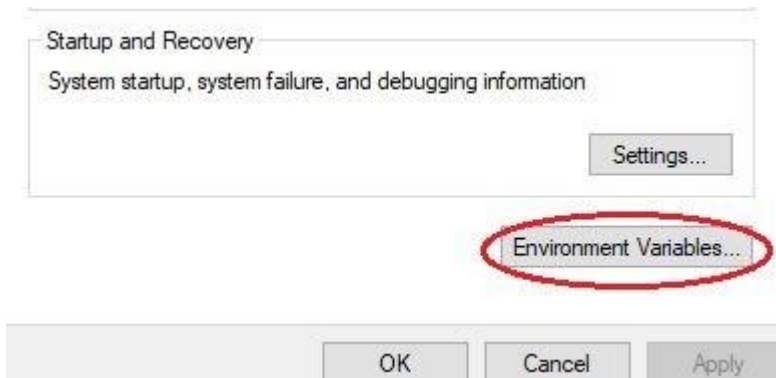 Startup and Recovery
System startup, system failure, and debugging information
Settings...
Environment Variables...
OK Cancel Apply